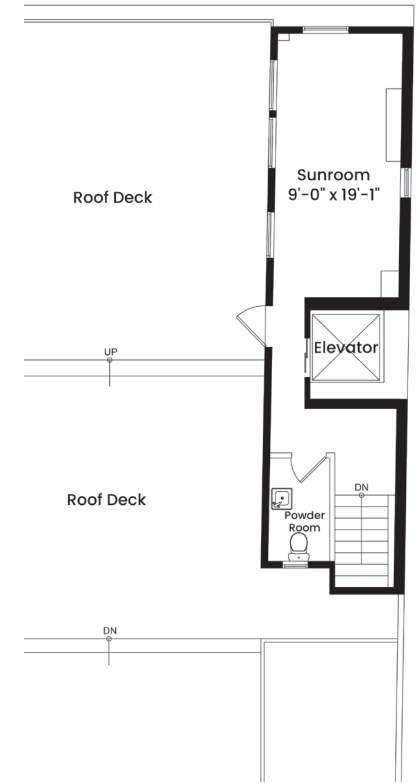 Roof Deck
Sunroom
9'-0" x 19'-1"
Elevator
UP
Roof Deck
DN
Powder
Room
DN